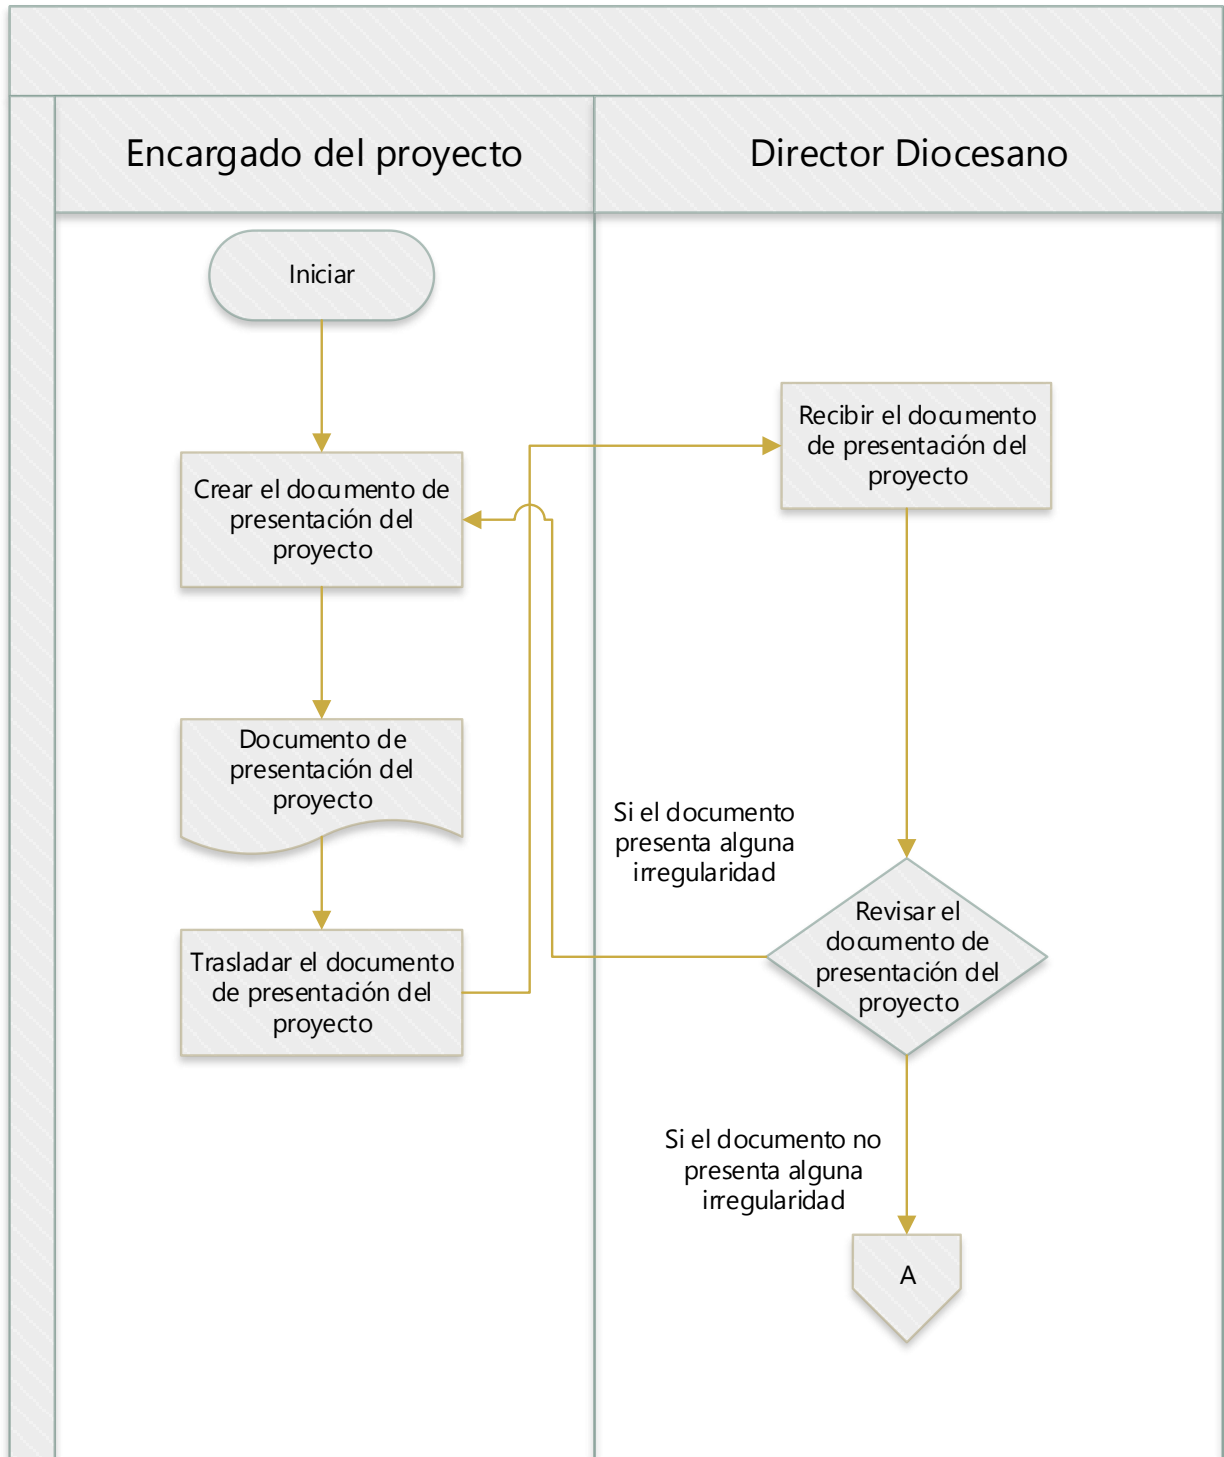 Encargado del proyecto
Director Diocesano
Iniciar
Crear el documento de
presentación del
proyecto
Documento de
presentación del
proyecto
Trasladar el documento
de presentación del
proyecto
Recibir el documento
de presentación del
proyecto
Si el documento
presenta alguna
irregularidad
Revisar el
documento de
presentación del
proyecto
Si el documento no
presenta alguna
irregularidad
A